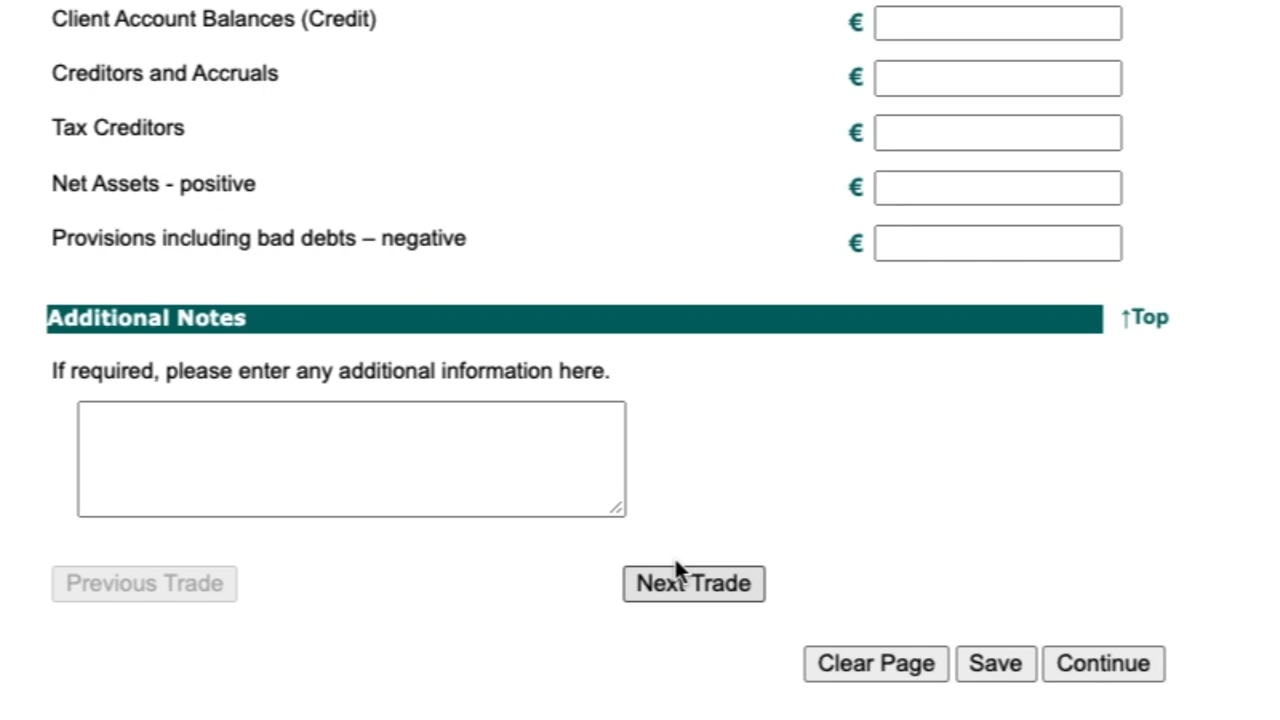 Client Account Balances (Credit) €
Creditors and Accruals €
Tax Creditors €
Net Assets - positive €
Provisions including bad debts – negative €
Additional Notes ↑Top
If required, please enter any additional information here.
Previous Trade Next Trade
Clear Page Save Continue